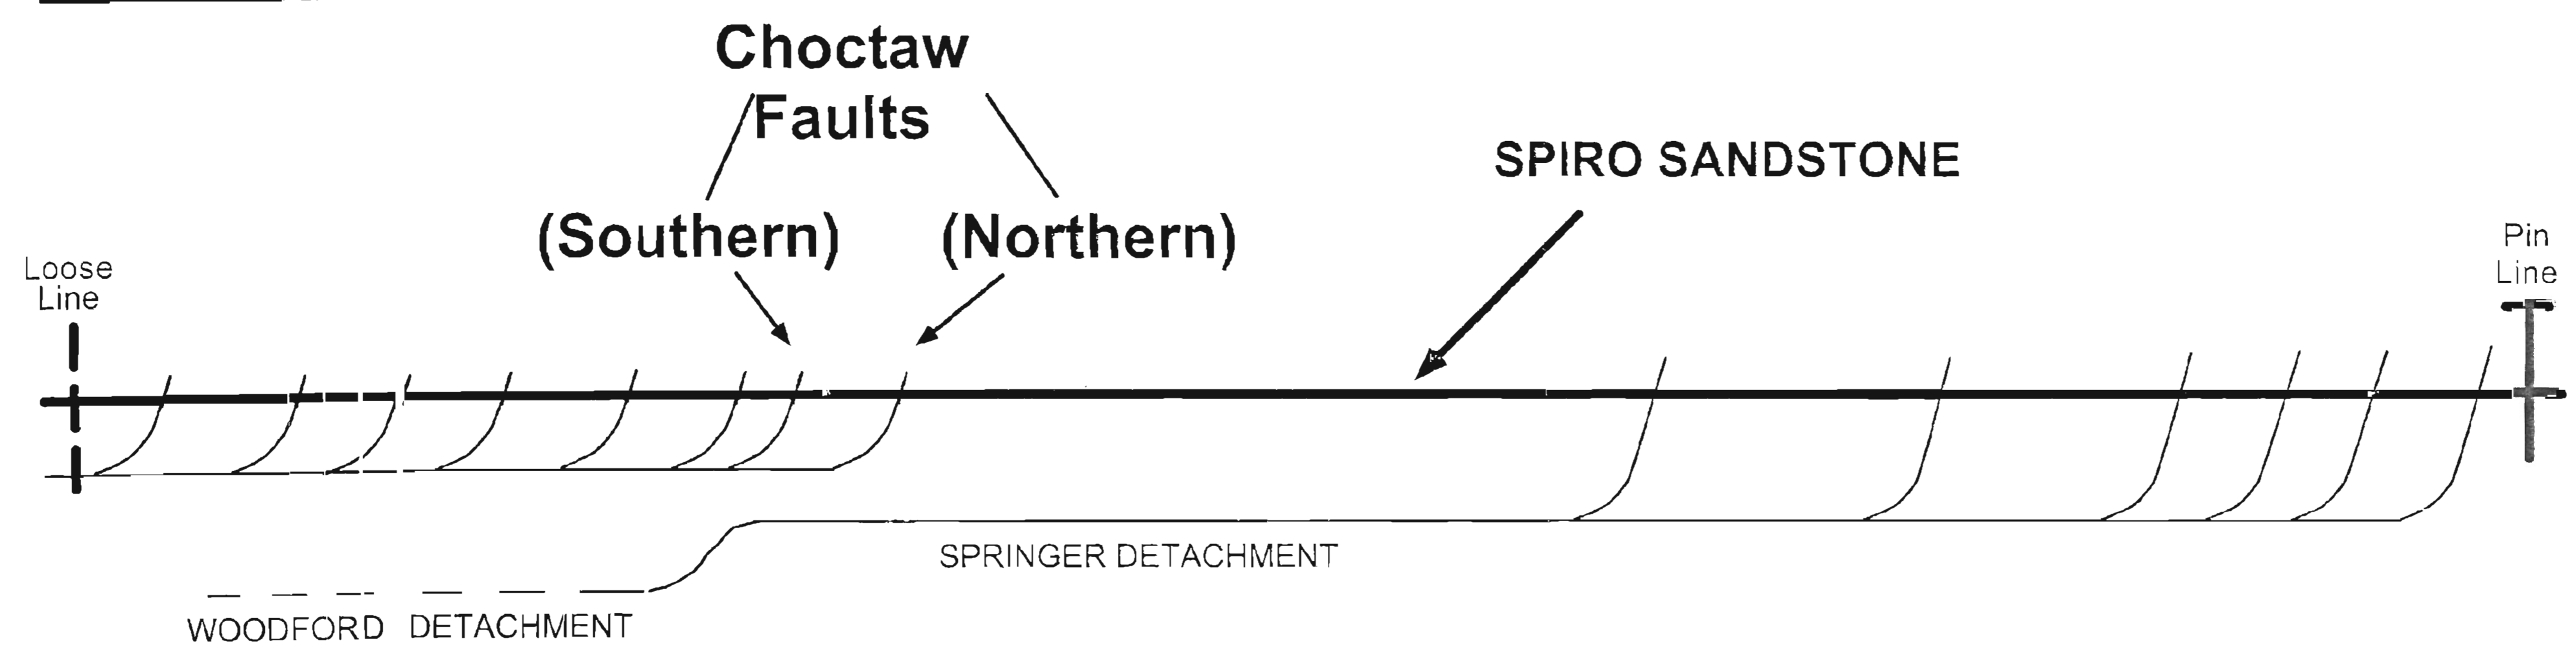 Choctaw
Faults
SPIRO SANDSTONE
(Southern) (Northern)
Pin
Line
Loose
Line
SPRINGER DETACHMENT
WOODFORD DETACHMENT